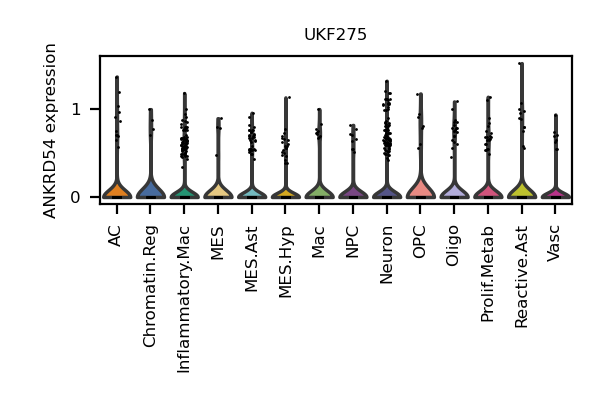 UKF275
ANKRD54 expression
1
0
AC
Chromatin.Reg
Inflammatory.Mac
MES
MES.Ast
MES.Hyp
Mac
NPC
Neuron
OPC
Oligo
Prolif.Metab
Reactive.Ast
Vasc